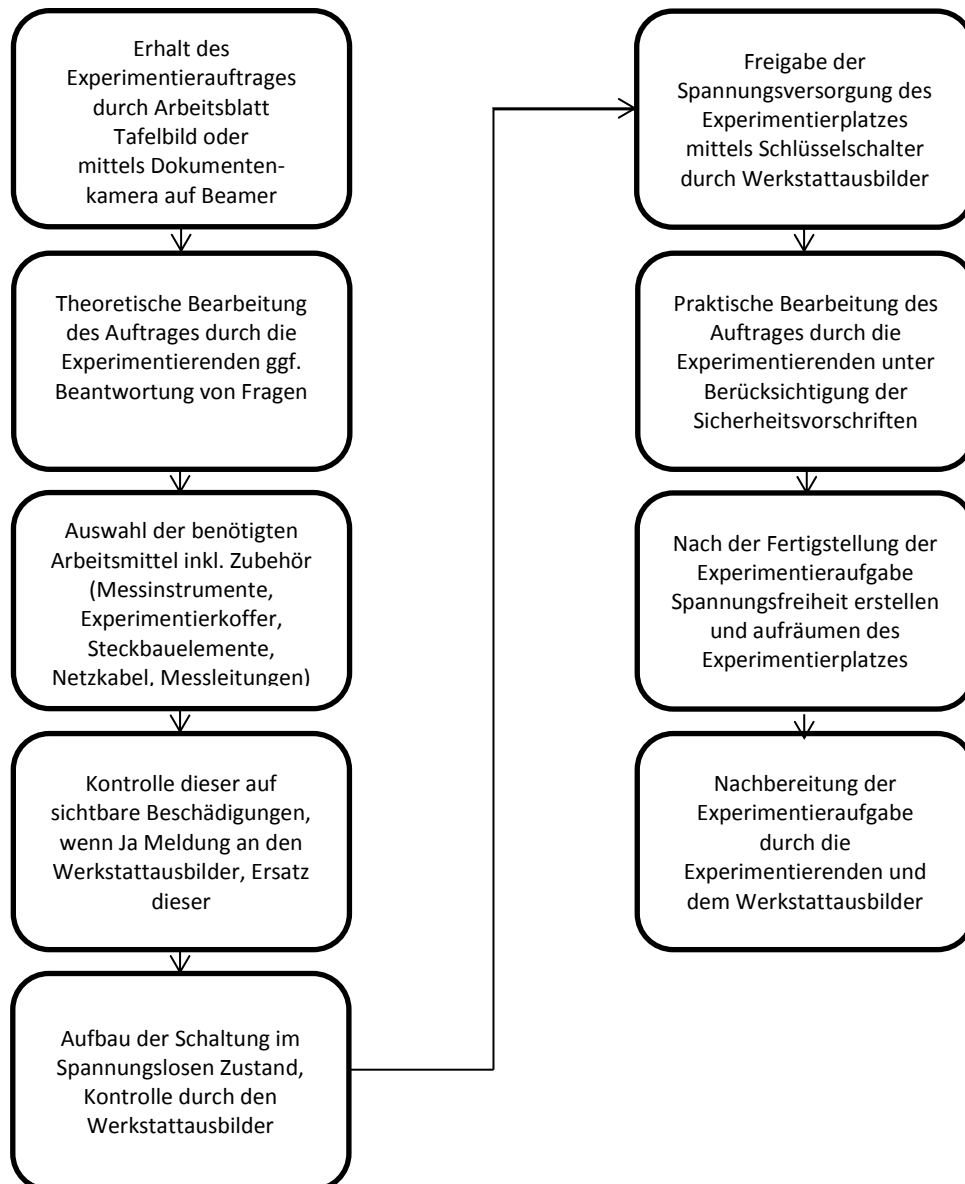 Erhalt des
Experimentierauftrages
durch Arbeitsblatt
Tafelbild oder
mittels Dokumenten-
kamera auf Beamer
Theoretische Bearbeitung
des Auftrages durch die
Experimentierenden ggf.
Beantwortung von Fragen
Auswahl der benötigten
Arbeitsmittel inkl. Zubehör
(Messinstrumente,
Experimentierkoffer,
Steckbauelemente,
Netzkabel, Messleitungen)
Kontrolle dieser auf
sichtbare Beschädigungen,
wenn Ja Meldung an den
Werkstattausbilder, Ersatz
dieser
Aufbau der Schaltung im
Spannungslosen Zustand,
Kontrolle durch den
Werkstattausbilder
Freigabe der
Spannungsversorgung des
Experimentierplatzes
mittels Schlüsselschalter
durch Werkstattausbilder
Praktische Bearbeitung des
Auftrages durch die
Experimentierenden unter
Berücksichtigung der
Sicherheitsvorschriften
Nach der Fertigstellung der
Experimentieraufgabe
Spannungsfreiheit erstellen
und aufräumen des
Experimentierplatzes
Nachbereitung der
Experimentieraufgabe
durch die
Experimentierenden und
dem Werkstattausbilder